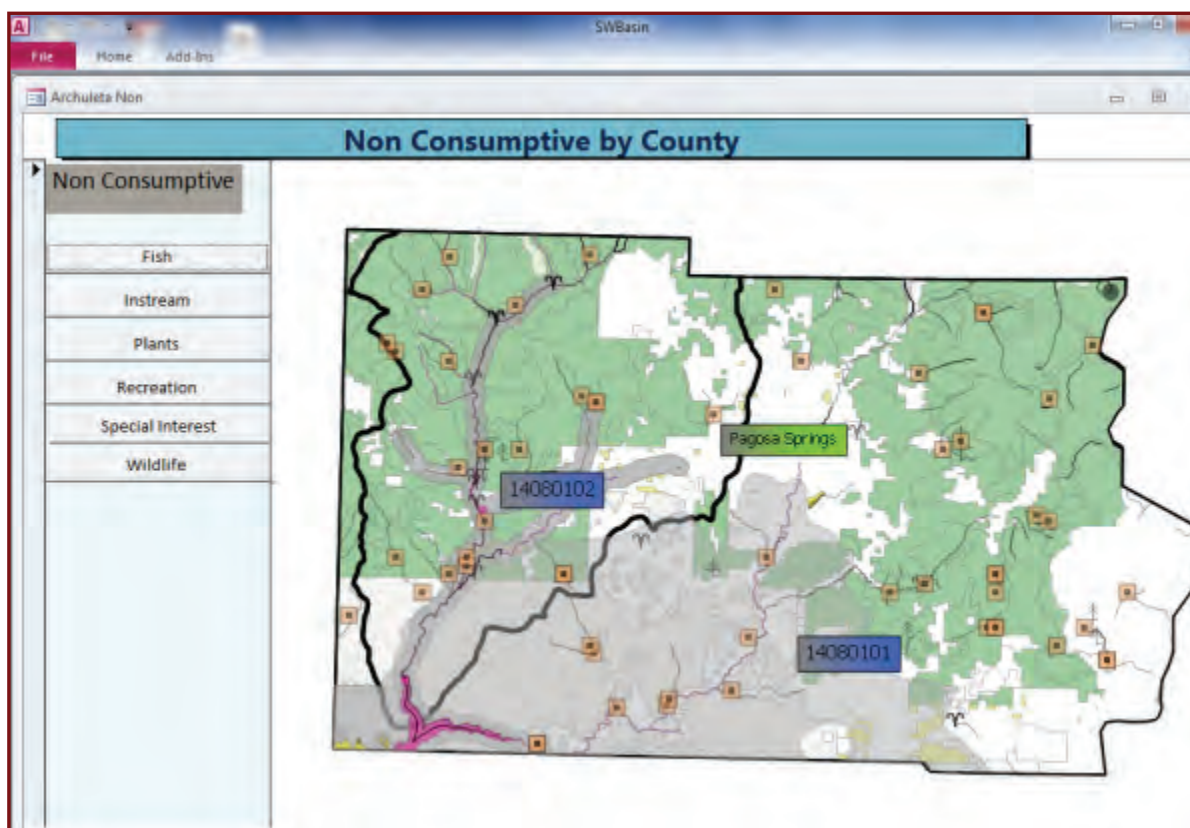 SWBasin
File Home Add-Ins
Archuleta Non
Non Consumptive by County
Non Consumptive
Fish
Instream
Plants
Recreation
Special Interest
Wildlife
Pagosa Springs
14080102
14080101